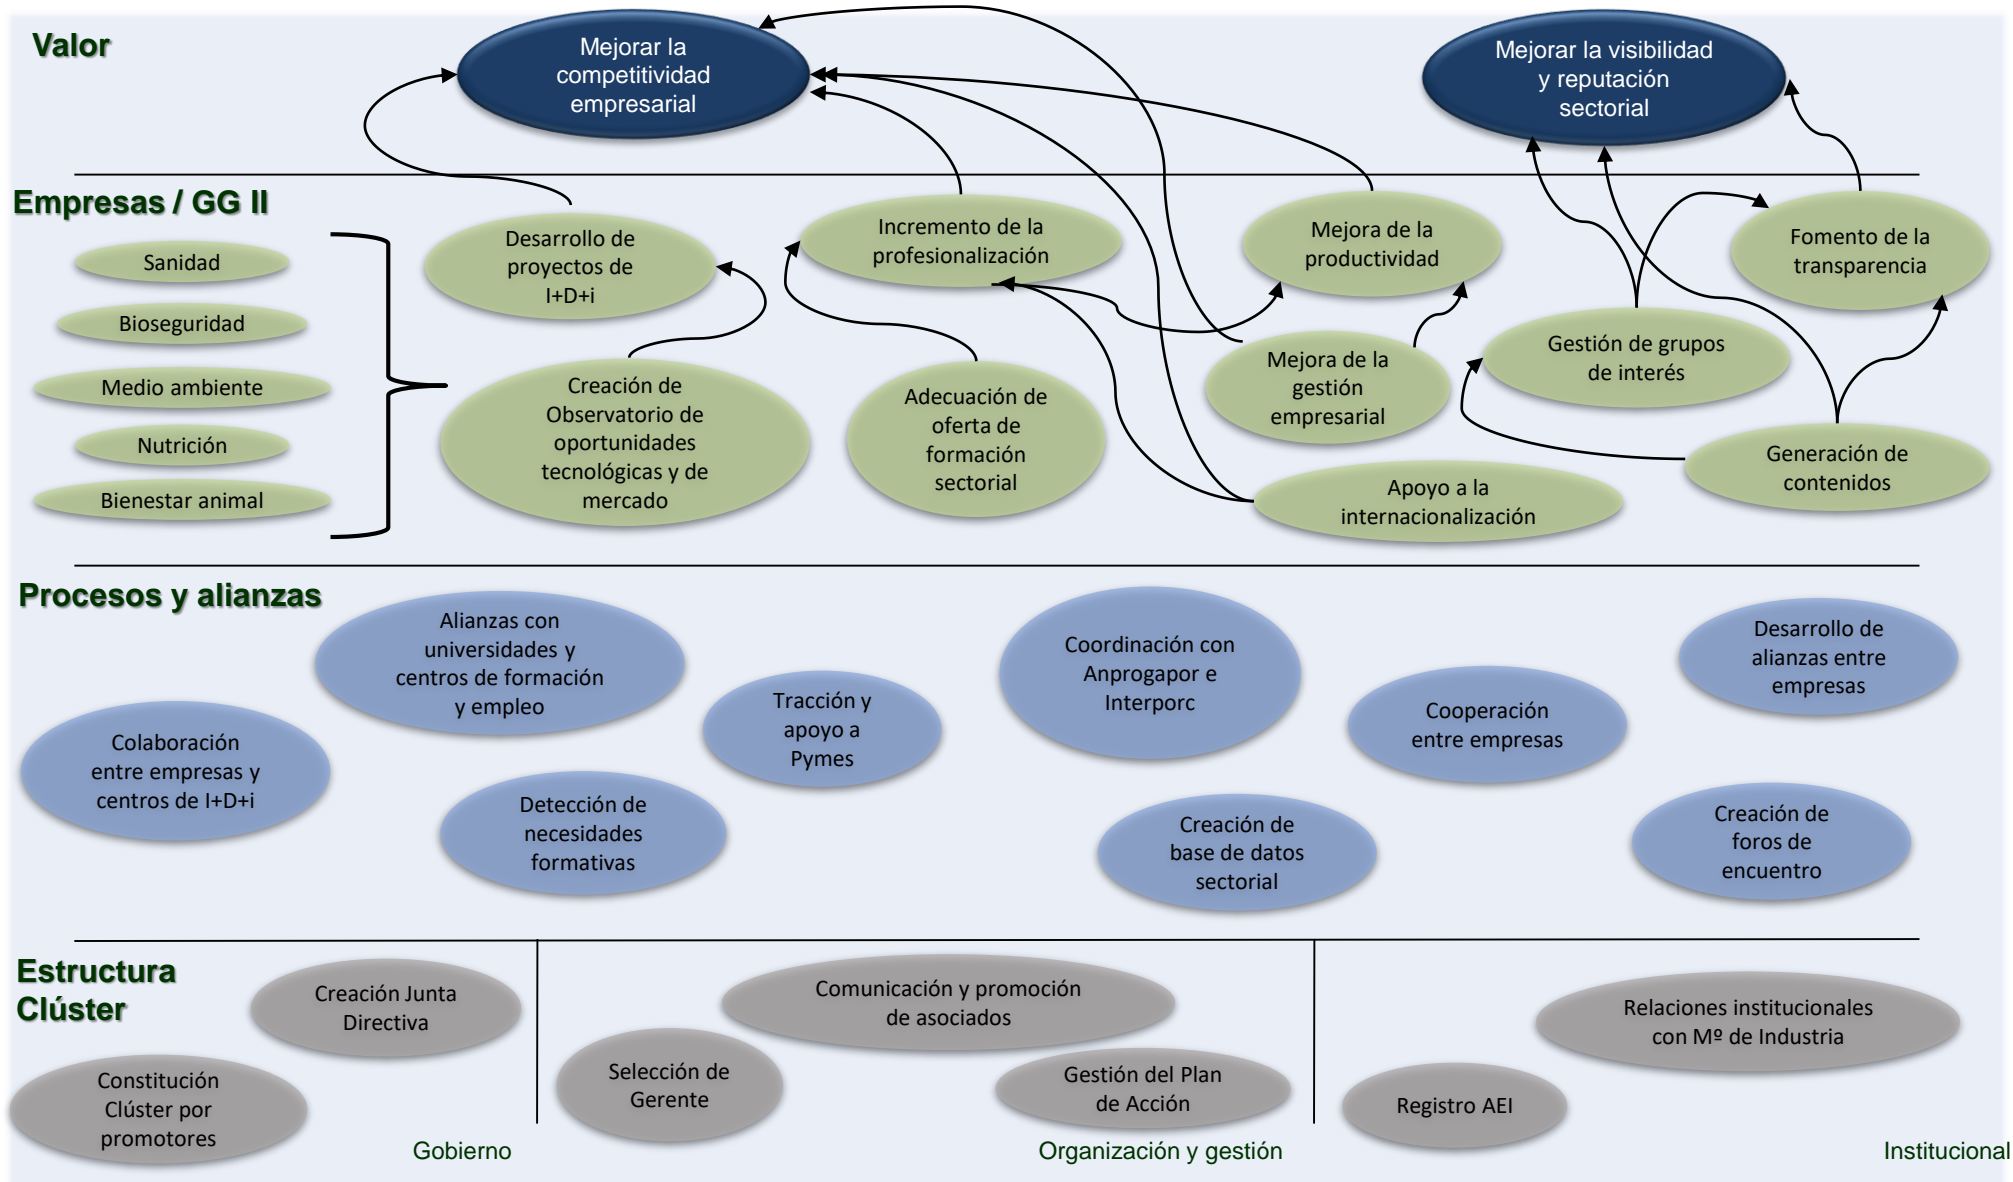 Valor
Mejorar la
competitividad
empresarial
Mejorar la visibilidad
y reputación
sectorial
Empresas / GG II
Sanidad
Bioseguridad
Medio ambiente
Nutrición
Bienestar animal
Desarrollo de
proyectos de
I+D+i
Incremento de la
profesionalización
Mejora de la
productividad
Fomento de la
transparencia
Creación de
Observatorio de
oportunidades
tecnológicas y de
mercado
Adecuación de
oferta de
formación
sectorial
Mejora de la
gestión
empresarial
Gestión de grupos
de interés
Apoyo a la
internacionalización
Generación de
contenidos
Procesos y alianzas
Colaboración
entre empresas y
centros de I+D+i
Alianzas con
universidades y
centros de formación
y empleo
Detección de
necesidades
formativas
Tracción y
apoyo a
Pymes
Coordinación con
Anprogapor e
Interporc
Creación de
base de datos
sectorial
Cooperación
entre empresas
Desarrollo de
alianzas entre
empresas
Creación de
foros de
encuentro
Estructura
Clúster
Constitución
Clúster por
promotores
Creación Junta
Directiva
Gobierno
Selección de
Gerente
Comunicación y promoción
de asociados
Gestión del Plan
de Acción
Organización y gestión
Registro AEI
Relaciones institucionales
con Mº de Industria
Institucional